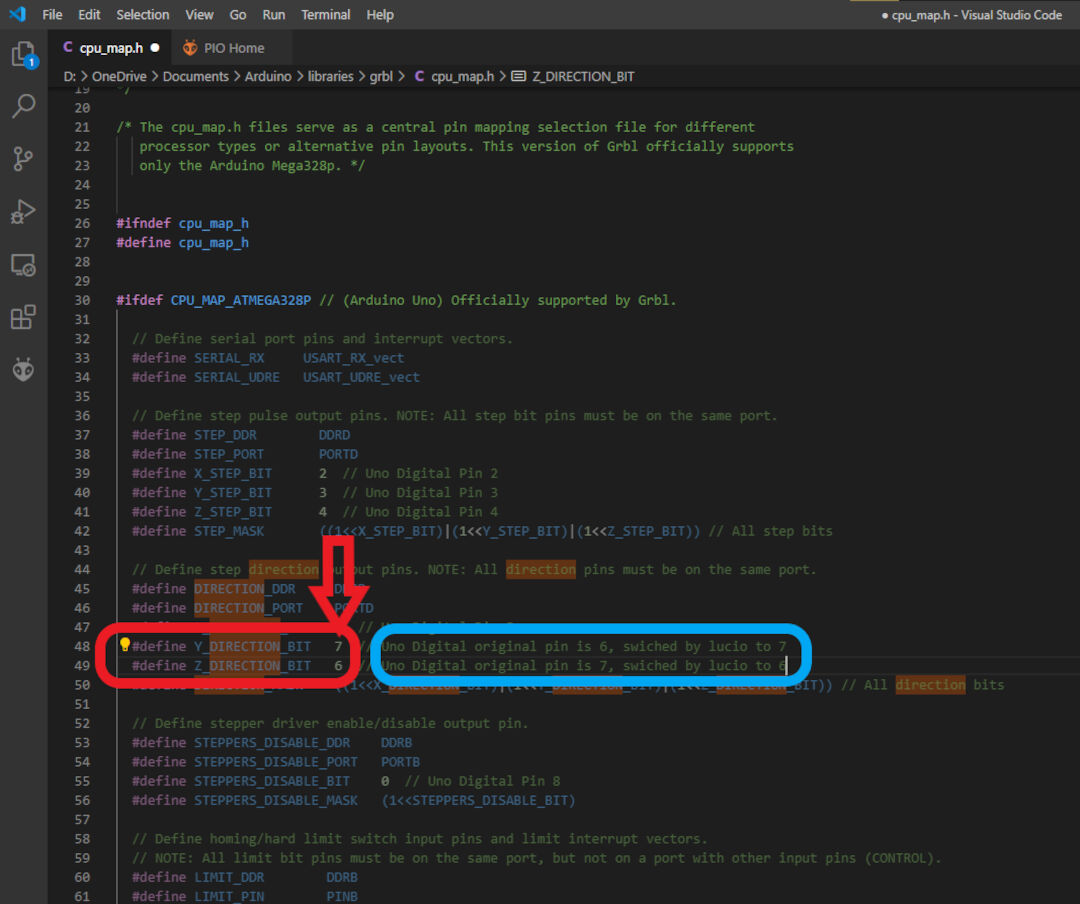 File Edit Selection View Go Run Terminal Help
● cpu_map.h - Visual Studio Code
C cpu_map.h ● PIO Home
D: > OneDrive > Documents > Arduino > libraries > grbl > C cpu_map.h > Z_DIRECTION_BIT
1
19 */
20
21 /* The cpu_map.h files serve as a central pin mapping selection file for different
22 processor types or alternative pin layouts. This version of Grbl officially supports
23 only the Arduino Mega328p. */
24
25
26 #ifndef cpu_map_h
27 #define cpu_map_h
28
29
30 #ifdef CPU_MAP_ATMEGA328P // (Arduino Uno) Officially supported by Grbl.
31
32 // Define serial port pins and interrupt vectors.
33 #define SERIAL_RX USART_RX_vect
34 #define SERIAL_UDRE USART_UDRE_vect
35
36 // Define step pulse output pins. NOTE: All step bit pins must be on the same port.
37 #define STEP_DDR DDRD
38 #define STEP_PORT PORTD
39 #define X_STEP_BIT 2 // Uno Digital Pin 2
40 #define Y_STEP_BIT 3 // Uno Digital Pin 3
41 #define Z_STEP_BIT 4 // Uno Digital Pin 4
42 #define STEP_MASK ((1<<X_STEP_BIT)|(1<<Y_STEP_BIT)|(1<<Z_STEP_BIT)) // All step bits
43
44 // Define step direction output pins. NOTE: All direction pins must be on the same port.
45 #define DIRECTION_DDR
46 #define DIRECTION_PORT PORTD
47
48 #define Y_DIRECTION_BIT 7 // Uno Digital original pin is 6, swiched by lucio to 7
49 #define Z_DIRECTION_BIT 6 // Uno Digital original pin is 7, swiched by lucio to 6
50 ((1<<X_DIRECTION_BIT)|(1<<Y_DIRECTION_BIT)|(1<<Z_DIRECTION_BIT)) // All direction bits
51
52 // Define stepper driver enable/disable output pin.
53 #define STEPPERS_DISABLE_DDR DDRB
54 #define STEPPERS_DISABLE_PORT PORTB
55 #define STEPPERS_DISABLE_BIT 0 // Uno Digital Pin 8
56 #define STEPPERS_DISABLE_MASK (1<<STEPPERS_DISABLE_BIT)
57
58 // Define homing/hard limit switch input pins and limit interrupt vectors.
59 // NOTE: All limit bit pins must be on the same port, but not on a port with other input pins (CONTROL).
60 #define LIMIT_DDR DDRB
61 #define LIMIT_PIN PINB